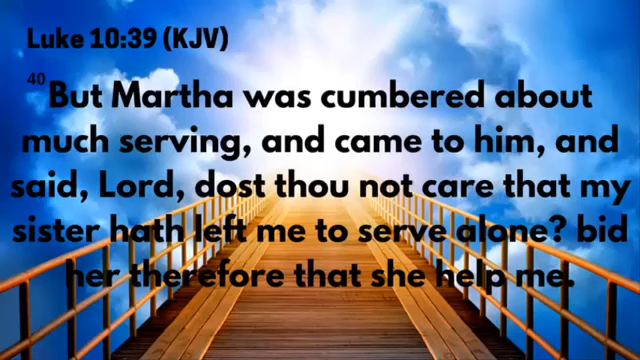 Luke 10:39 (KJV)
40 But Martha was cumbered about
much serving, and came to him, and
said, Lord, dost thou not care that my
sister hath left me to serve alone? bid
her therefore that she help me.